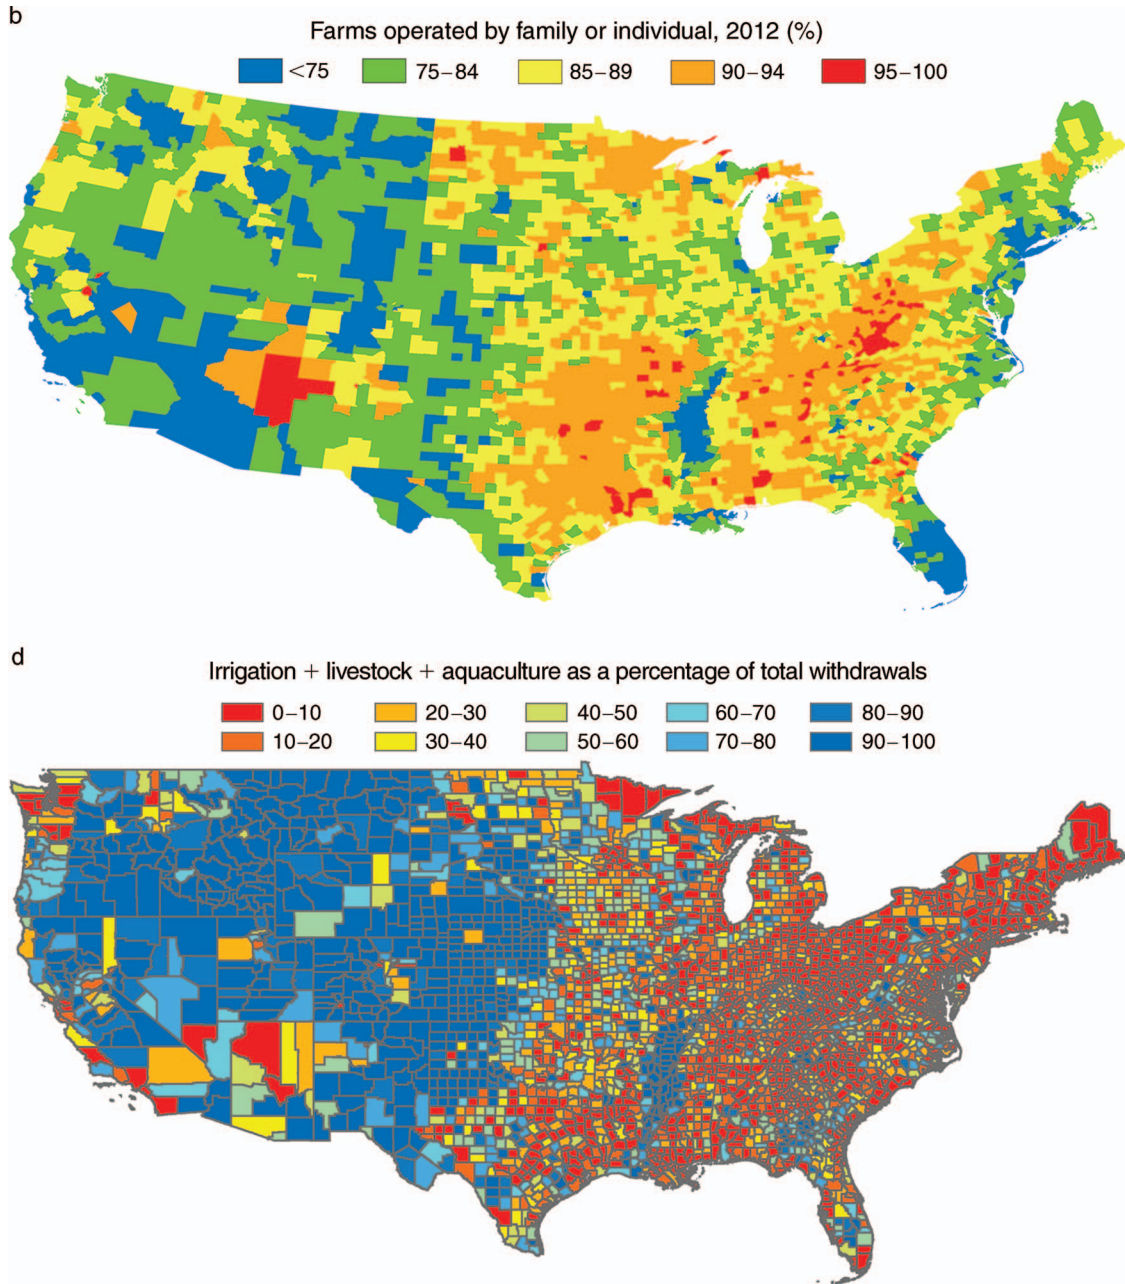 b
Farms operated by family or individual, 2012 (%)
<75 75–84 85–89 90–94 95–100
d
Irrigation + livestock + aquaculture as a percentage of total withdrawals
0–10 20–30 40–50 60–70 80–90
10–20 30–40 50–60 70–80 90–100